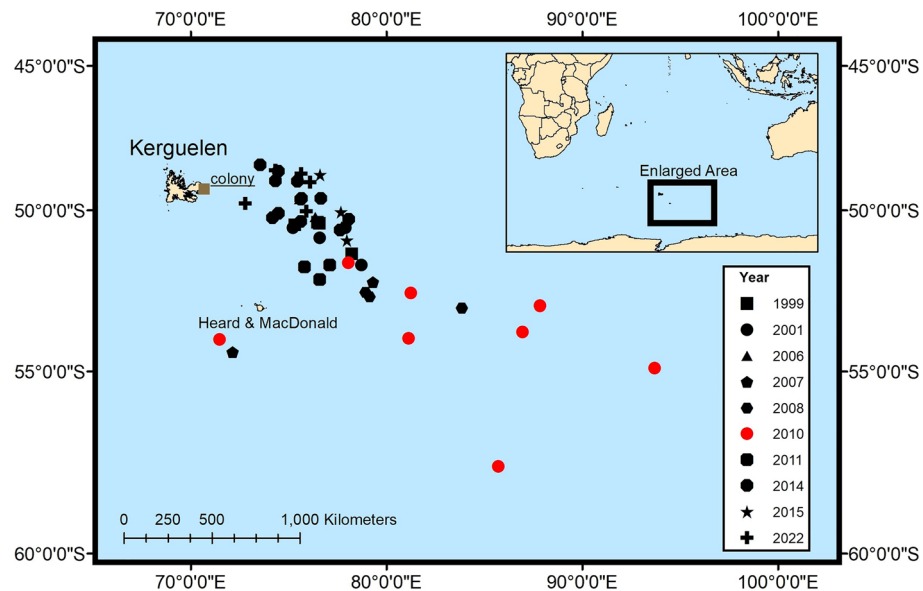 70°0'0"E 80°0'0"E 90°0'0"E 100°0'0"E
45°0'0"S 45°0'0"S
Kerguelen
colony
Enlarged Area
50°0'0"S 50°0'0"S
Year
1999
Heard & MacDonald
2001
2006
55°0'0"S 55°0'0"S
2007
2008
2010
2011
2014
2015
0 250 500 1,000 Kilometers
2022
60°0'0"S 60°0'0"S
70°0'0"E 80°0'0"E 90°0'0"E 100°0'0"E